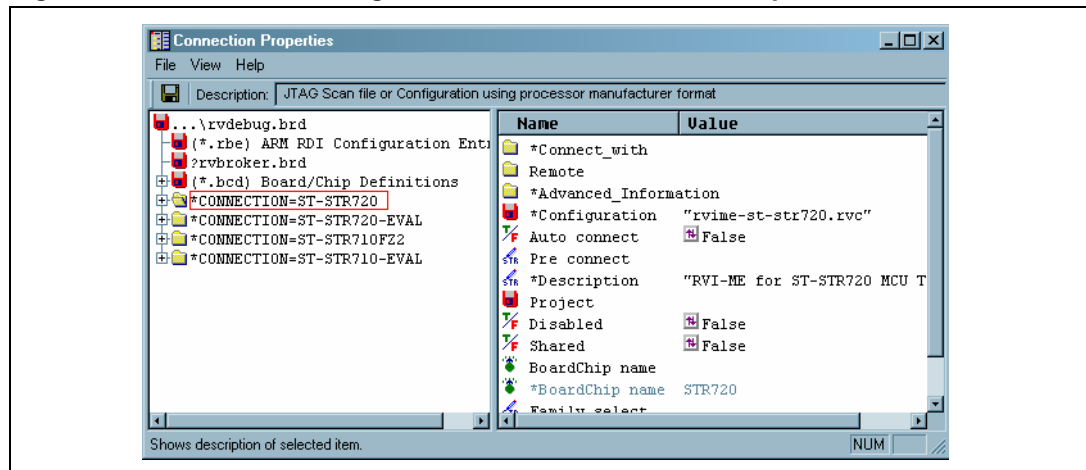 Connection Properties
File View Help
Description: JTAG Scan file or Configuration using processor manufacturer format
...\rvdebug.brd
(*.rbe) ARM RDI Configuration Ent
?rvbroker.brd
(*.bcd) Board/Chip Definitions
*CONNECTION=ST-STR720
*CONNECTION=ST-STR720-EVAL
*CONNECTION=ST-STR710FZ2
*CONNECTION=ST-STR710-EVAL
Name Value
*Connect_with
Remote
*Advanced_Information
*Configuration "rvime-st-str720.rvc"
Auto connect False
Pre connect
*Description "RVI-ME for ST-STR720 MCU T
Project
Disabled False
Shared False
BoardChip name
*BoardChip name STR720
Family select
Shows description of selected item. NUM